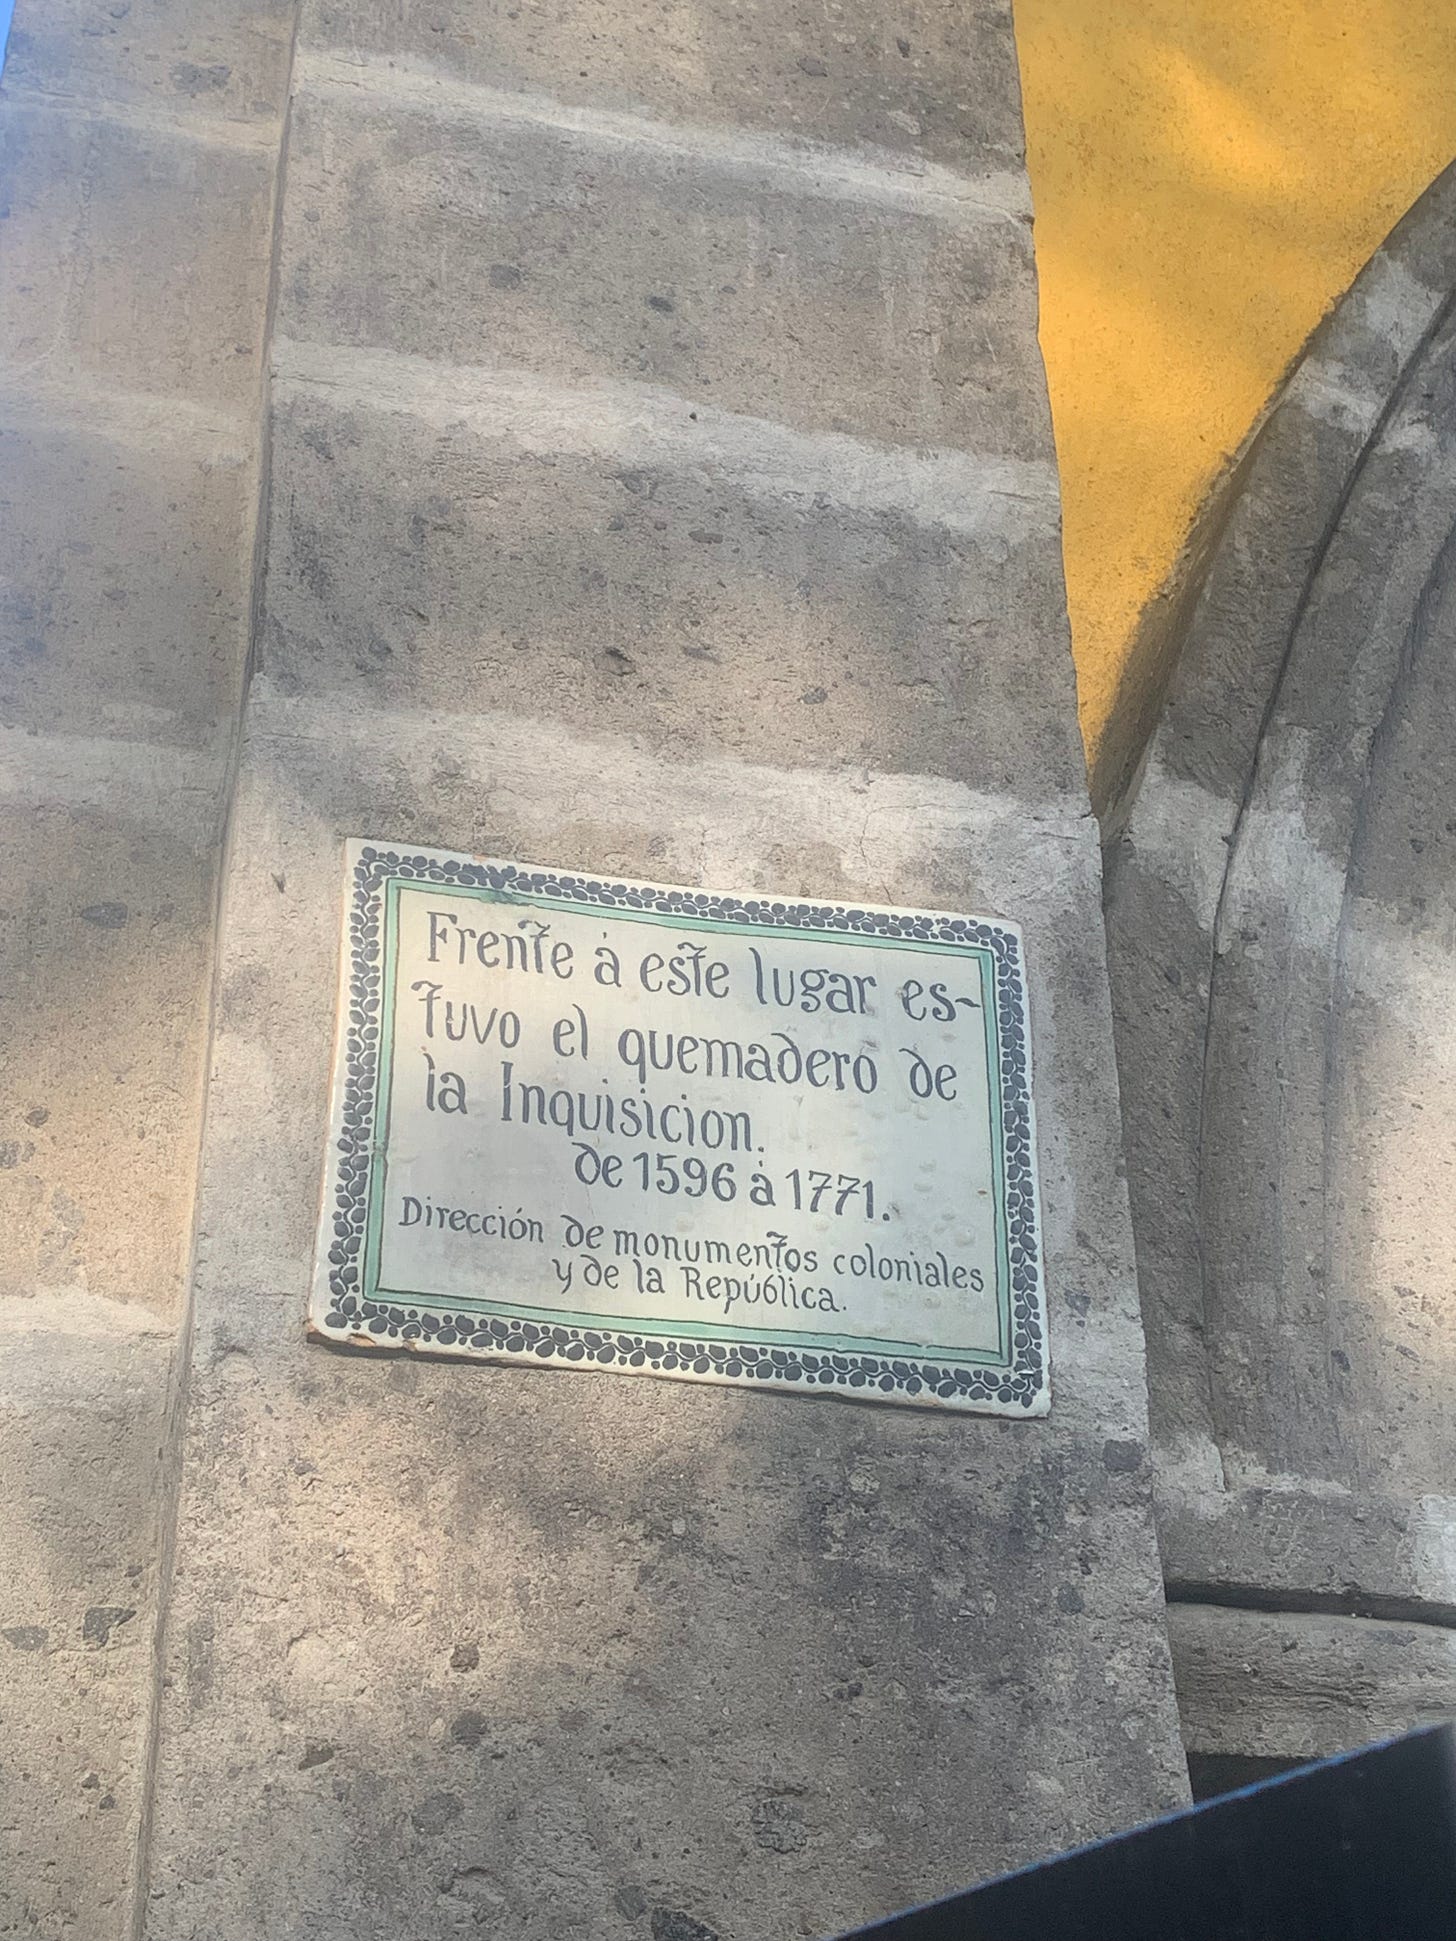 Frente á este lugar es-
tuvo el quemadero de
la Inquisicion.
de 1596 á 1771.
Dirección de monumentos coloniales
y de la República.